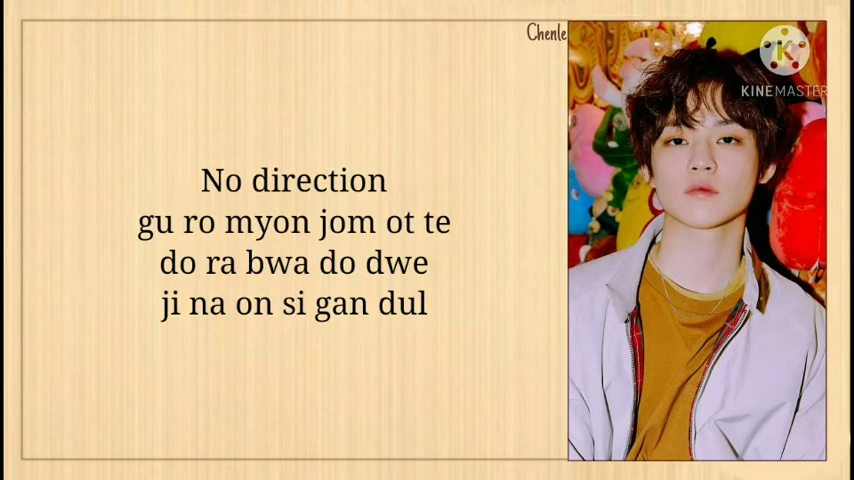 Chenle
K
KINEMASTER
No direction
gu ro myon jom ot te
do ra bwa do dwe
ji na on si gan dul